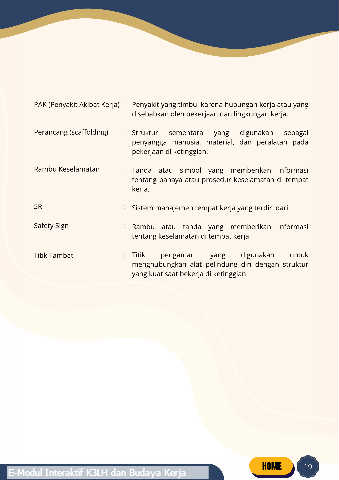 PAK (Penyakit Akibat Kerja) : Penyakit yang timbul karena hubungan kerja atau yang
disebabkan oleh pekerjaan dan lingkungan kerja.
Perancang (scaffolding) : Struktur sementara yang digunakan sebagai
penyangga manusia, material, dan peralatan pada
pekerjaan di ketinggian.
Rambu Keselamatan : Tanda atau simbol yang memberikan informasi
tentang bahaya atau prosedur keselamatan di tempat
kerja.
: Sistem manajemen tempat kerja yang terdiri dari
Safety Sign : Rambu atau tanda yang memberikan informasi
tentang keselamatan di tempat kerja
Titik Tambat : Titik pengaman yang digunakan untuk
menghubungkan alat pelindung diri dengan struktur
yang kuat saat bekerja di ketinggian
E-Modul Interaktif K3LH dan Budaya Kerja
HOME